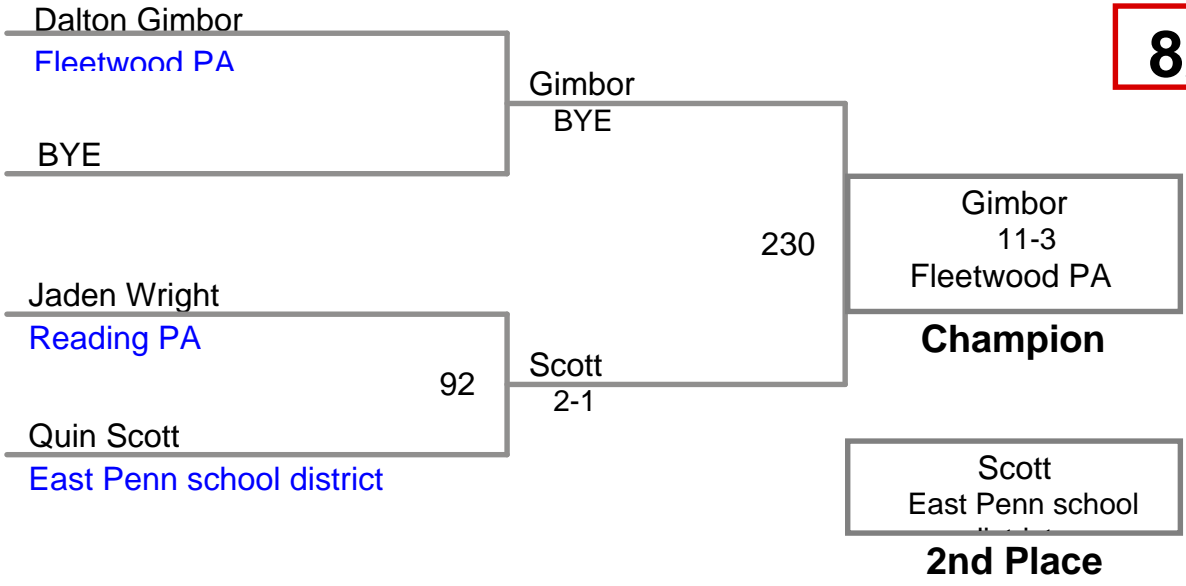 Dalton Gimbor
Fleetwood PA
8
Gimbor
BYE
BYE
230
Gimbor
11-3
Fleetwood PA
Champion
Jaden Wright
Reading PA
92
Scott
2-1
Quin Scott
East Penn school district
Scott
East Penn school
2nd Place